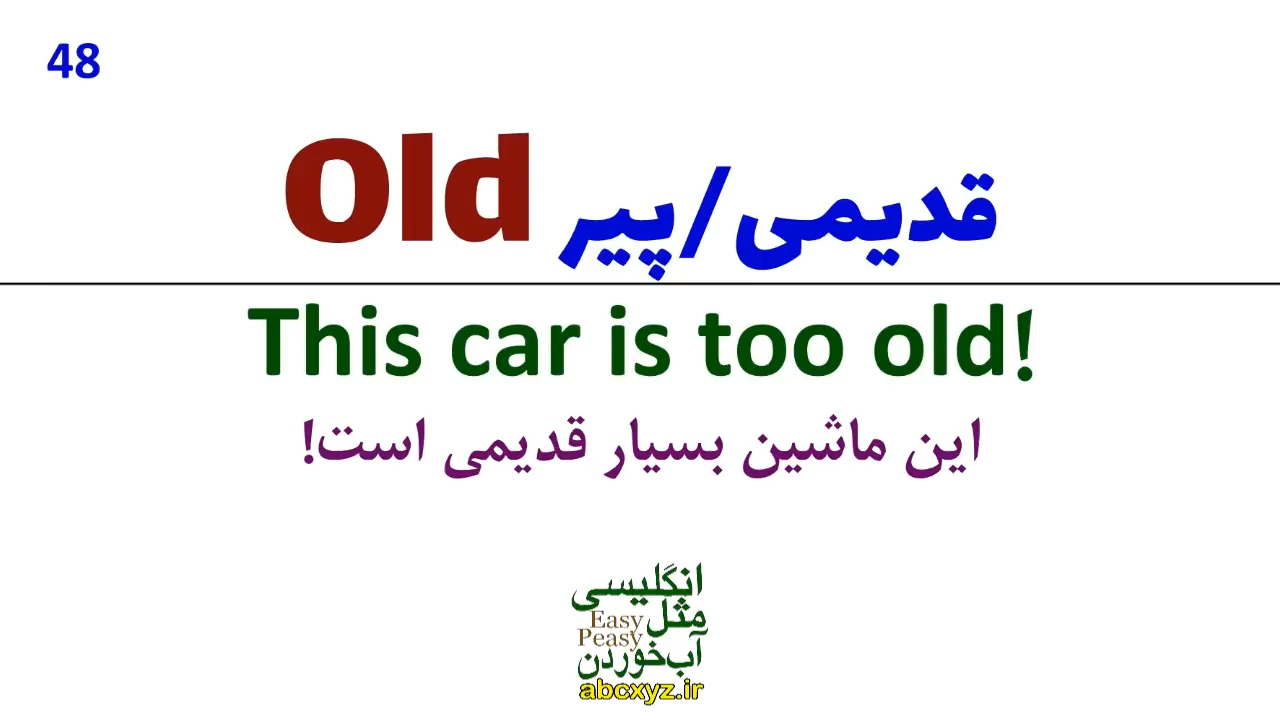 48
Old قدیمی/پیر
This car is too old!
این ماشین بسیار قدیمی است!
انگلیسی
مثل
Easy
Peasy
آب‌خوردن
abcxyz.ir